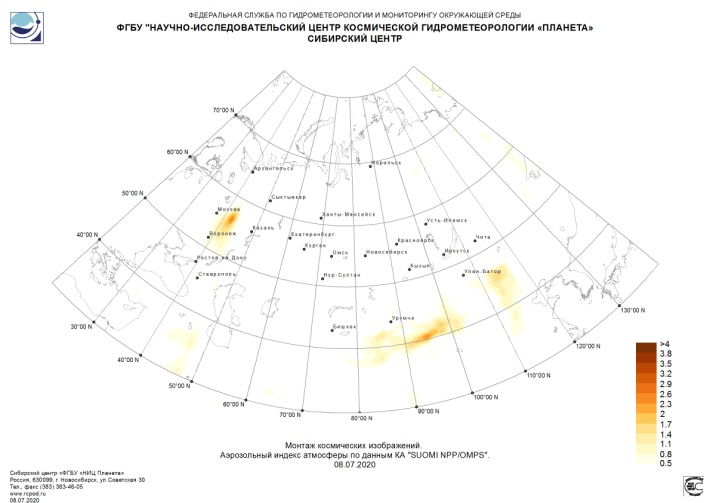 ФЕДЕРАЛЬНАЯ СЛУЖБА ПО ГИДРОМЕТЕОРОЛОГИИ И МОНИТОРИНГУ ОКРУЖАЮЩЕЙ СРЕДЫ
ФГБУ "НАУЧНО-ИССЛЕДОВАТЕЛЬСКИЙ ЦЕНТР КОСМИЧЕСКОЙ ГИДРОМЕТЕОРОЛОГИИ «ПЛАНЕТА»
СИБИРСКИЙ ЦЕНТР
70°00' N
60°00' N
50°00' N
40°00' N
Норильск
Архангельск
Сыктывкар
Москва
Ханты-Мансийск
Усть-Илимск
Воронеж
Казань
Екатеринбург
Курган
Омск
Новосибирск
Красноярск
Иркутск
Чита
Ростов на Дону
Ставрополь
Нур-Султан
Кызыл
Улан-Батор
Урумчи
Бишкек
30°00' N
40°00' N
50°00' N
60°00' N
70°00' N
80°00' N
90°00' N
100°00' N
110°00' N
120°00' N
130°00' N
>4
3.8
3.5
3.2
2.9
2.6
2.3
2
1.7
1.4
1.1
0.8
0.5
Монтаж космических изображений.
Аэрозольный индекс атмосферы по данным КА "SUOMI NPP/OMPS".
08.07.2020
Сибирский центр «ФГБУ «НИЦ Планета»
Россия, 630099, г. Новосибирск, ул.Советская 30
Тел., факс (383) 363-46-05
www.rcpod.ru
08.07.2020